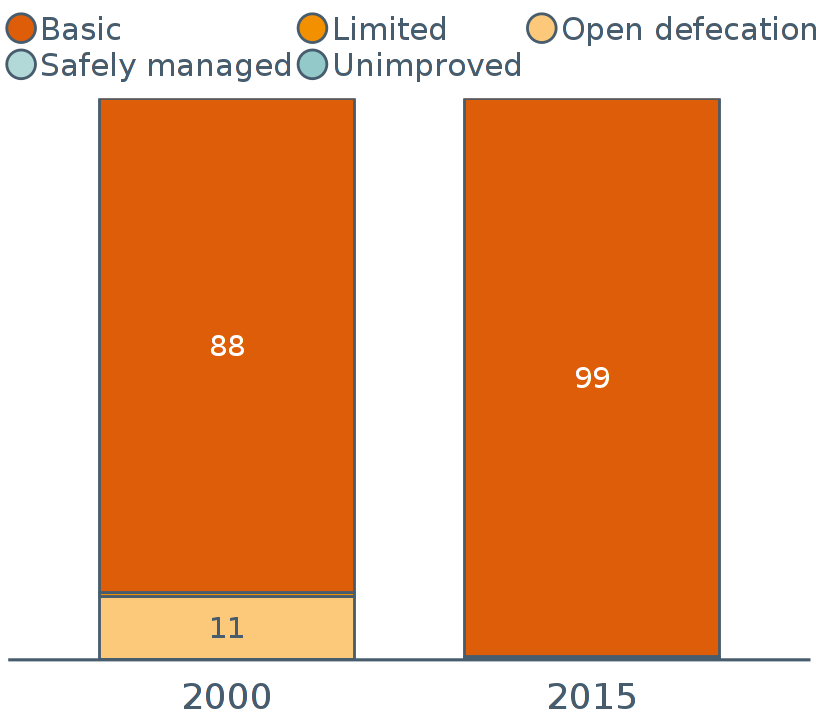 Basic Limited Open defecation
Safely managed Unimproved
88
99
11
2000 2015